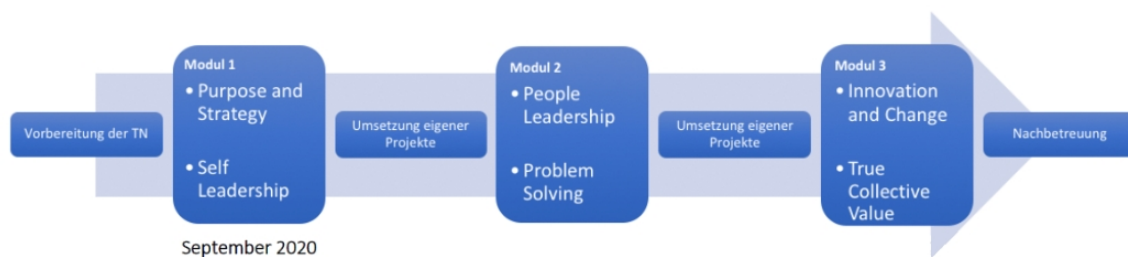 Vorbereitung der TN
Modul 1
• Purpose and
Strategy
• Self
Leadership
September 2020
Umsetzung eigener
Projekte
Modul 2
• People
Leadership
• Problem
Solving
Umsetzung eigener
Projekte
Modul 3
• Innovation
and Change
• True
Collective
Value
Nachbetreuung